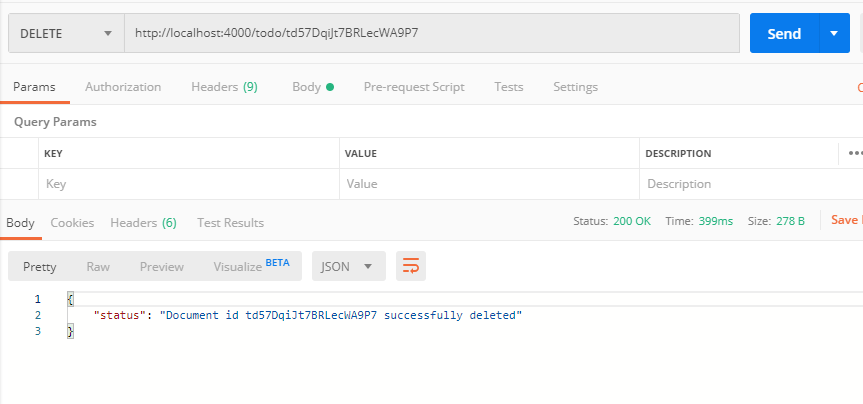 DELETE http://localhost:4000/todo/td57DqiJt7BRLecWA9P7 Send
Params Authorization Headers (9) Body Pre-request Script Tests Settings
Query Params
KEY VALUE DESCRIPTION •••
Key Value Description
Body Cookies Headers (6) Test Results Status: 200 OK Time: 399ms Size: 278 B Save
Pretty Raw Preview Visualize BETA JSON
1 {
2 "status": "Document id td57DqiJt7BRLecWA9P7 successfully deleted"
3 }